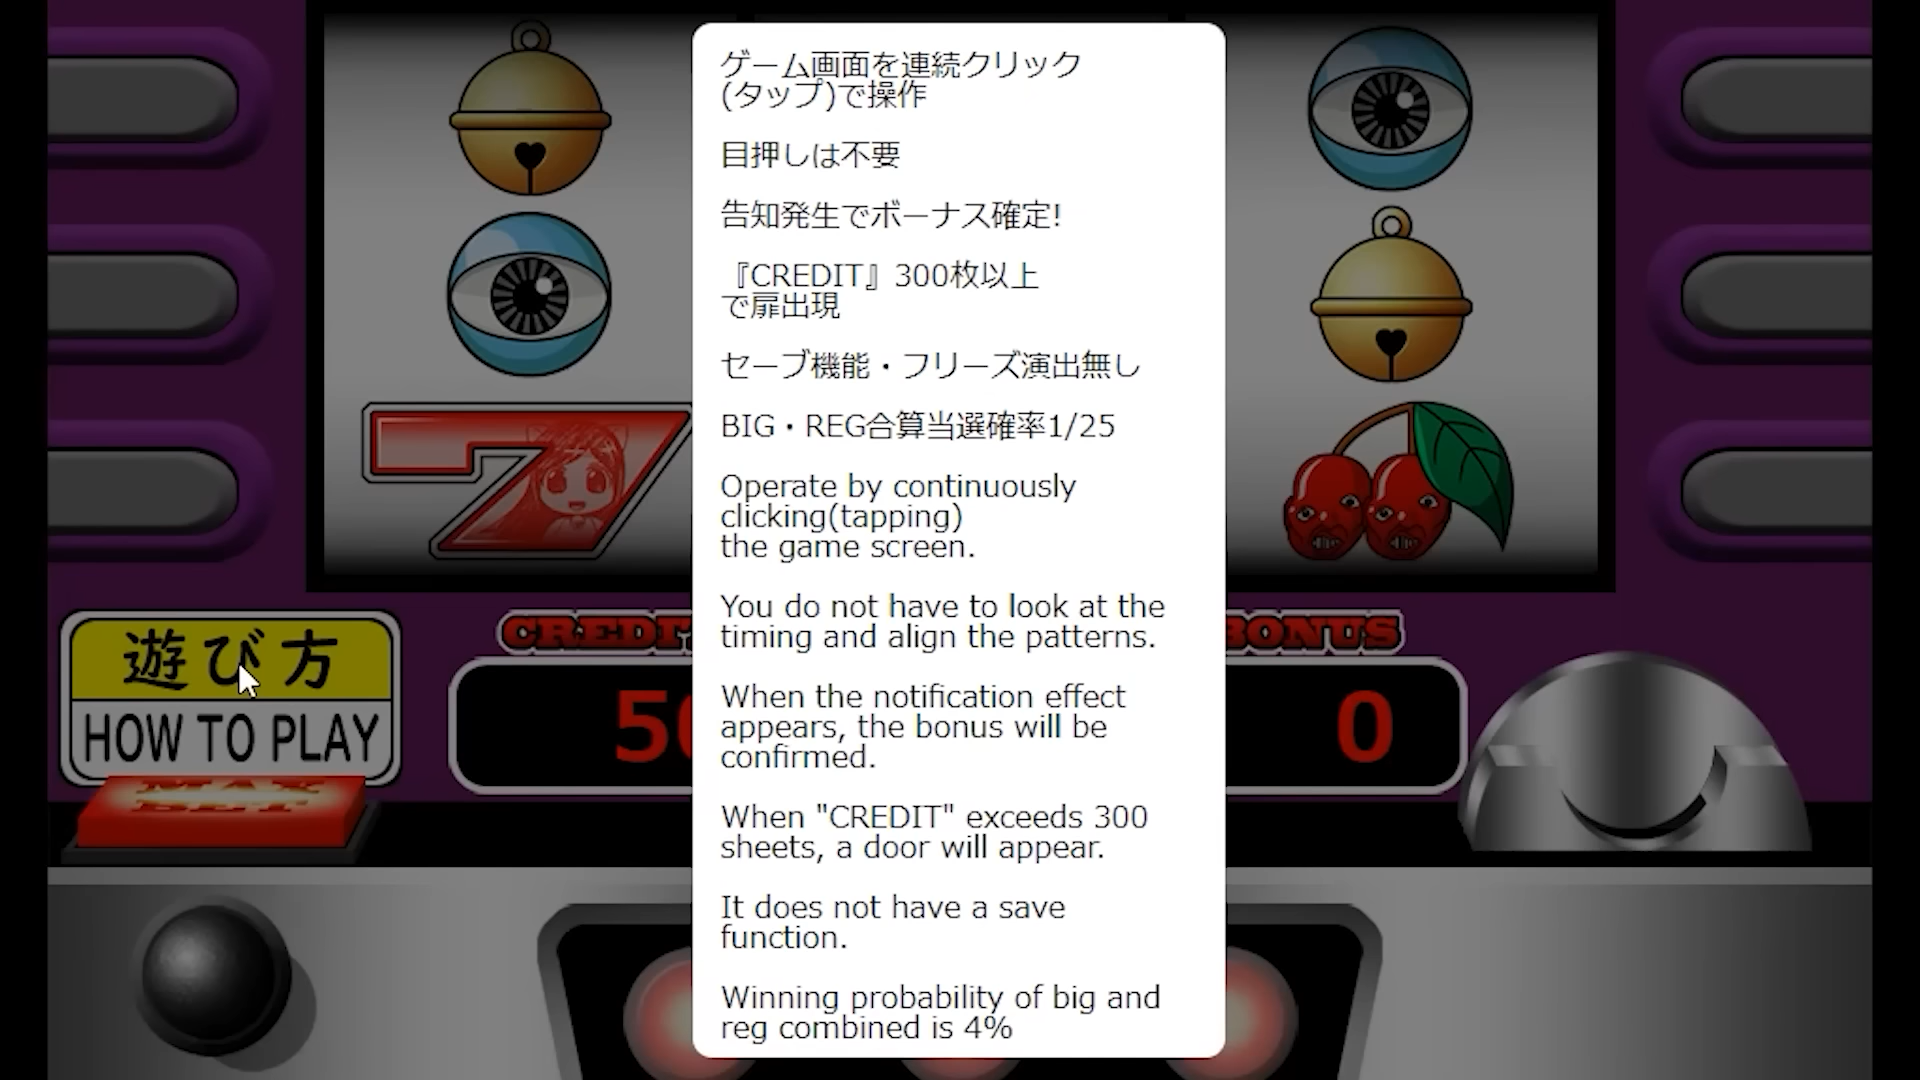 ゲーム画面を連続クリック
(タップ)で操作
目押しは不要
告知発生でボーナス確定!
『CREDIT』300枚以上
で扉出現
セーブ機能・フリーズ演出無し
BIG・REG合算当選確率1/25
Operate by continuously
clicking(tapping)
the game screen.
You do not have to look at the
timing and align the patterns.
When the notification effect
appears, the bonus will be
confirmed.
When "CREDIT" exceeds 300
sheets, a door will appear.
It does not have a save
function.
Winning probability of big and
reg combined is 4%
遊び方
HOW TO PLAY
MAX
BET
CREDIT
BONUS
0